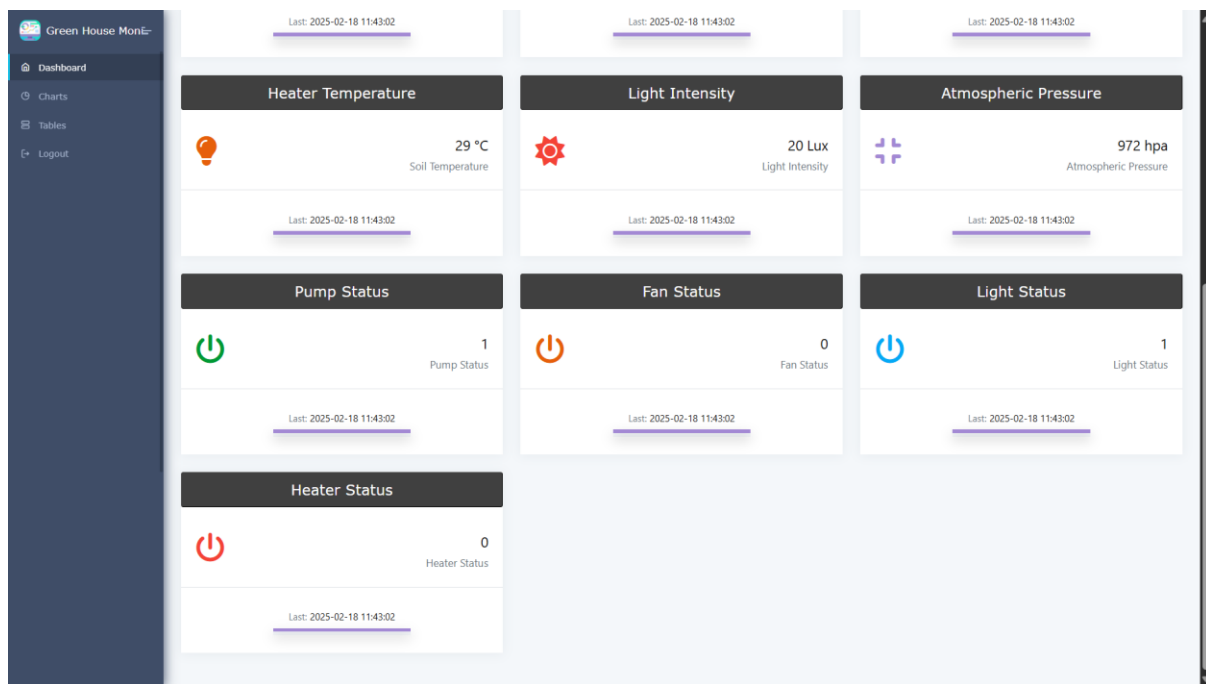 Green House Mon
Last: 2025-02-18 11:43:02
Last: 2025-02-18 11:43:02
Last: 2025-02-18 11:43:02
Dashboard
Charts
Tables
Logout
Heater Temperature
29 °C
Soil Temperature
Last: 2025-02-18 11:43:02
Light Intensity
20 Lux
Light Intensity
Last: 2025-02-18 11:43:02
Atmospheric Pressure
972 hpa
Atmospheric Pressure
Last: 2025-02-18 11:43:02
Pump Status
1
Pump Status
Last: 2025-02-18 11:43:02
Fan Status
0
Fan Status
Last: 2025-02-18 11:43:02
Light Status
1
Light Status
Last: 2025-02-18 11:43:02
Heater Status
0
Heater Status
Last: 2025-02-18 11:43:02